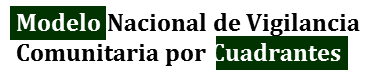 Modelo Nacional de Vigilancia
Comunitaria por Cuadrantes